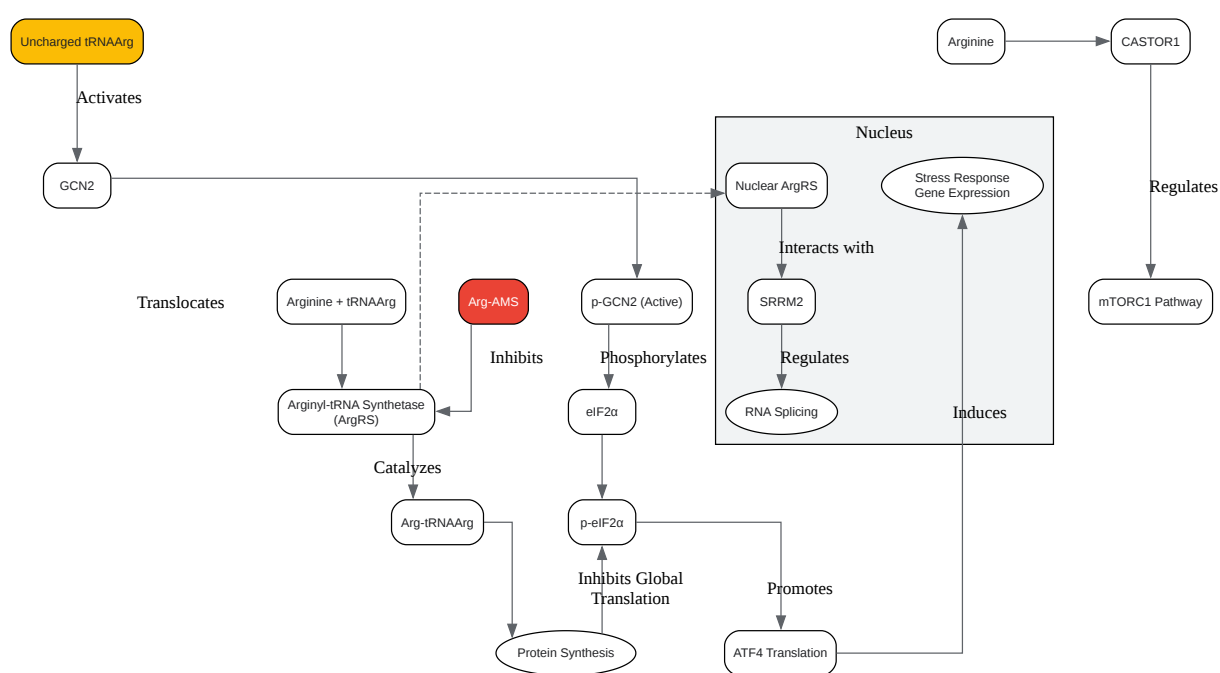 Uncharged tRNAArg
Arginine
CASTOR1
Activates
Nucleus
GCN2
Nuclear ArgRS
Stress Response
Gene Expression
Regulates
Interacts with
Translocates
Arginine + tRNAArg
Arg-AMS
p-GCN2 (Active)
SRRM2
mTORC1 Pathway
Inhibits
Phosphorylates
Regulates
Arginyl-tRNA Synthetase
(ArgRS)
eIF2α
RNA Splicing
Induces
Catalyzes
Arg-tRNAArg
p-eIF2α
Inhibits Global
Translation
Promotes
Protein Synthesis
ATF4 Translation